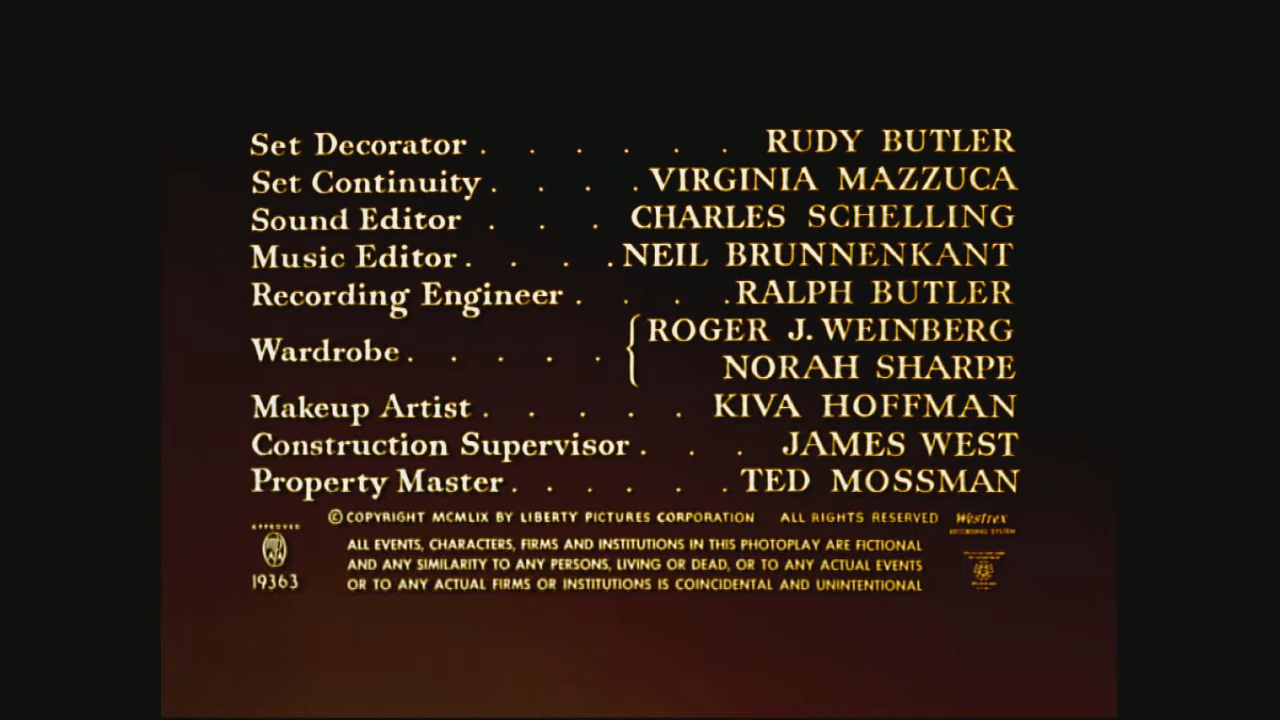 Set Decorator . . . . . . RUDY BUTLER
Set Continuity . . . . VIRGINIA MAZZUCA
Sound Editor . . . CHARLES SCHELLING
Music Editor . . . . NEIL BRUNNENKANT
Recording Engineer . . . . RALPH BUTLER
Wardrobe . . . . . { ROGER J. WEINBERG
NORAH SHARPE
Makeup Artist . . . . . KIVA HOFFMAN
Construction Supervisor . . . JAMES WEST
Property Master . . . . . . TED MOSSMAN
© COPYRIGHT MCMLIX BY LIBERTY PICTURES CORPORATION ALL RIGHTS RESERVED Westrex
RECORDING SYSTEM
APPROVED
19363
ALL EVENTS, CHARACTERS, FIRMS AND INSTITUTIONS IN THIS PHOTOPLAY ARE FICTIONAL
AND ANY SIMILARITY TO ANY PERSONS, LIVING OR DEAD, OR TO ANY ACTUAL EVENTS
OR TO ANY ACTUAL FIRMS OR INSTITUTIONS IS COINCIDENTAL AND UNINTENTIONAL